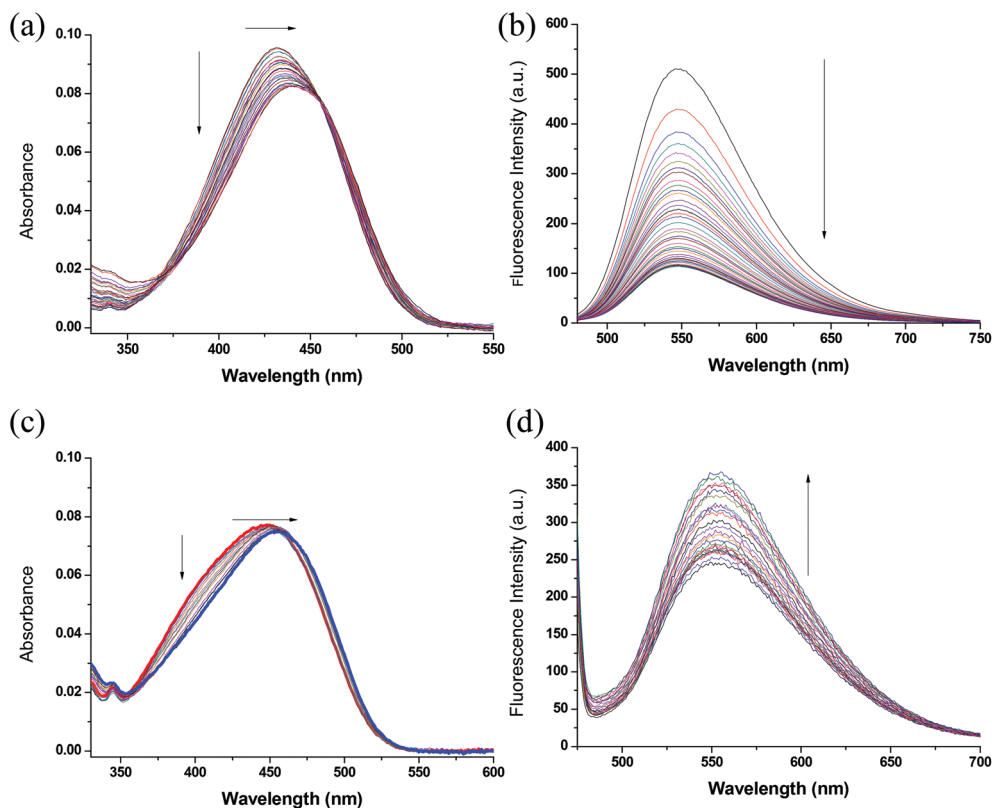 (a)
0.10
0.08
0.06
0.04
0.02
0.00
Absorbance
350 400 450 500 550
Wavelength (nm)
(b)
600
500
400
300
200
100
0
Fluorescence Intensity (a.u.)
500 550 600 650 700 750
Wavelength (nm)
(c)
0.10
0.08
0.06
0.04
0.02
0.00
Absorbance
350 400 450 500 550 600
Wavelength (nm)
(d)
400
350
300
250
200
150
100
50
0
Fluorescence Intensity (a.u.)
500 550 600 650 700
Wavelength (nm)